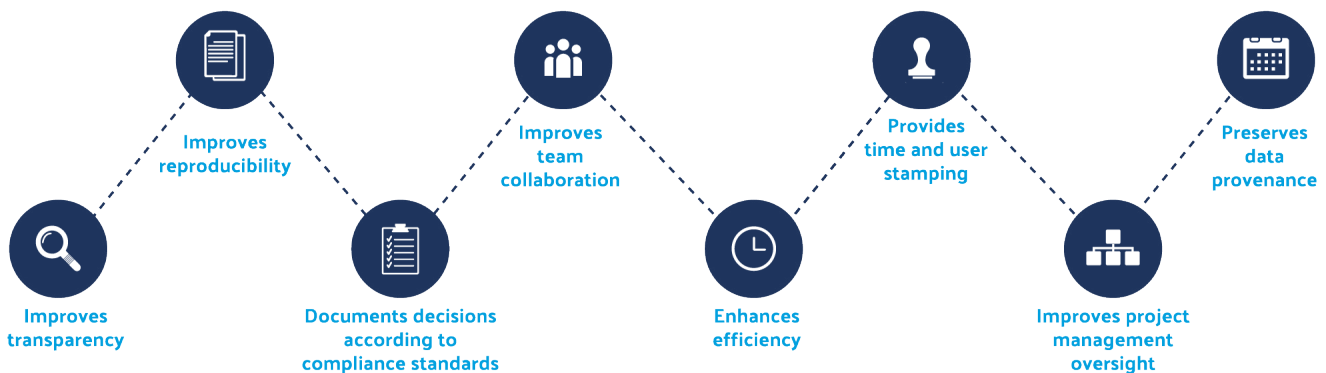 Improves
transparency
Improves
reproducibility
Documents decisions
according to
compliance standards
Improves
team
collaboration
Enhances
efficiency
Provides
time and user
stamping
Improves project
management
oversight
Preserves
data
provenance